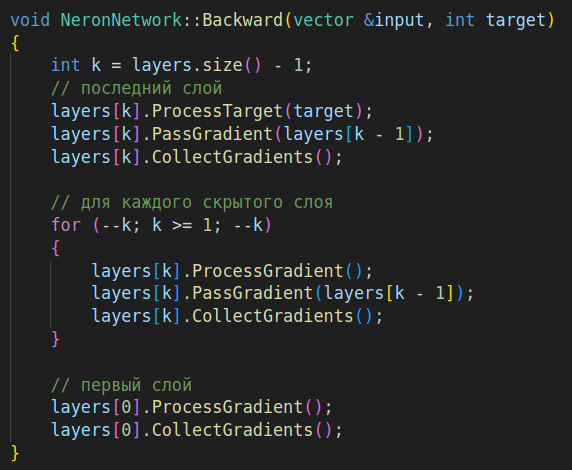 void NeronNetwork::Backward(vector &input, int target)
{
    int k = layers.size() - 1;
    // последний слой
    layers[k].ProcessTarget(target);
    layers[k].PassGradient(layers[k - 1]);
    layers[k].CollectGradients();

    // для каждого скрытого слоя
    for (--k; k >= 1; --k)
    {
        layers[k].ProcessGradient();
        layers[k].PassGradient(layers[k - 1]);
        layers[k].CollectGradients();
    }

    // первый слой
    layers[0].ProcessGradient();
    layers[0].CollectGradients();
}